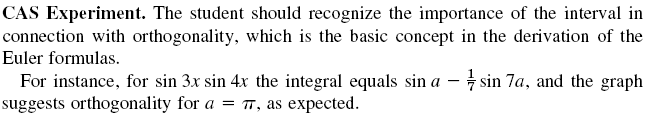 CAS Experiment. The student should recognize the importance of the interval in
connection with orthogonality, which is the basic concept in the derivation of the
Euler formulas.
For instance, for sin 3x sin 4x the integral equals sin a − 1/7 sin 7a, and the graph
suggests orthogonality for a = π, as expected.